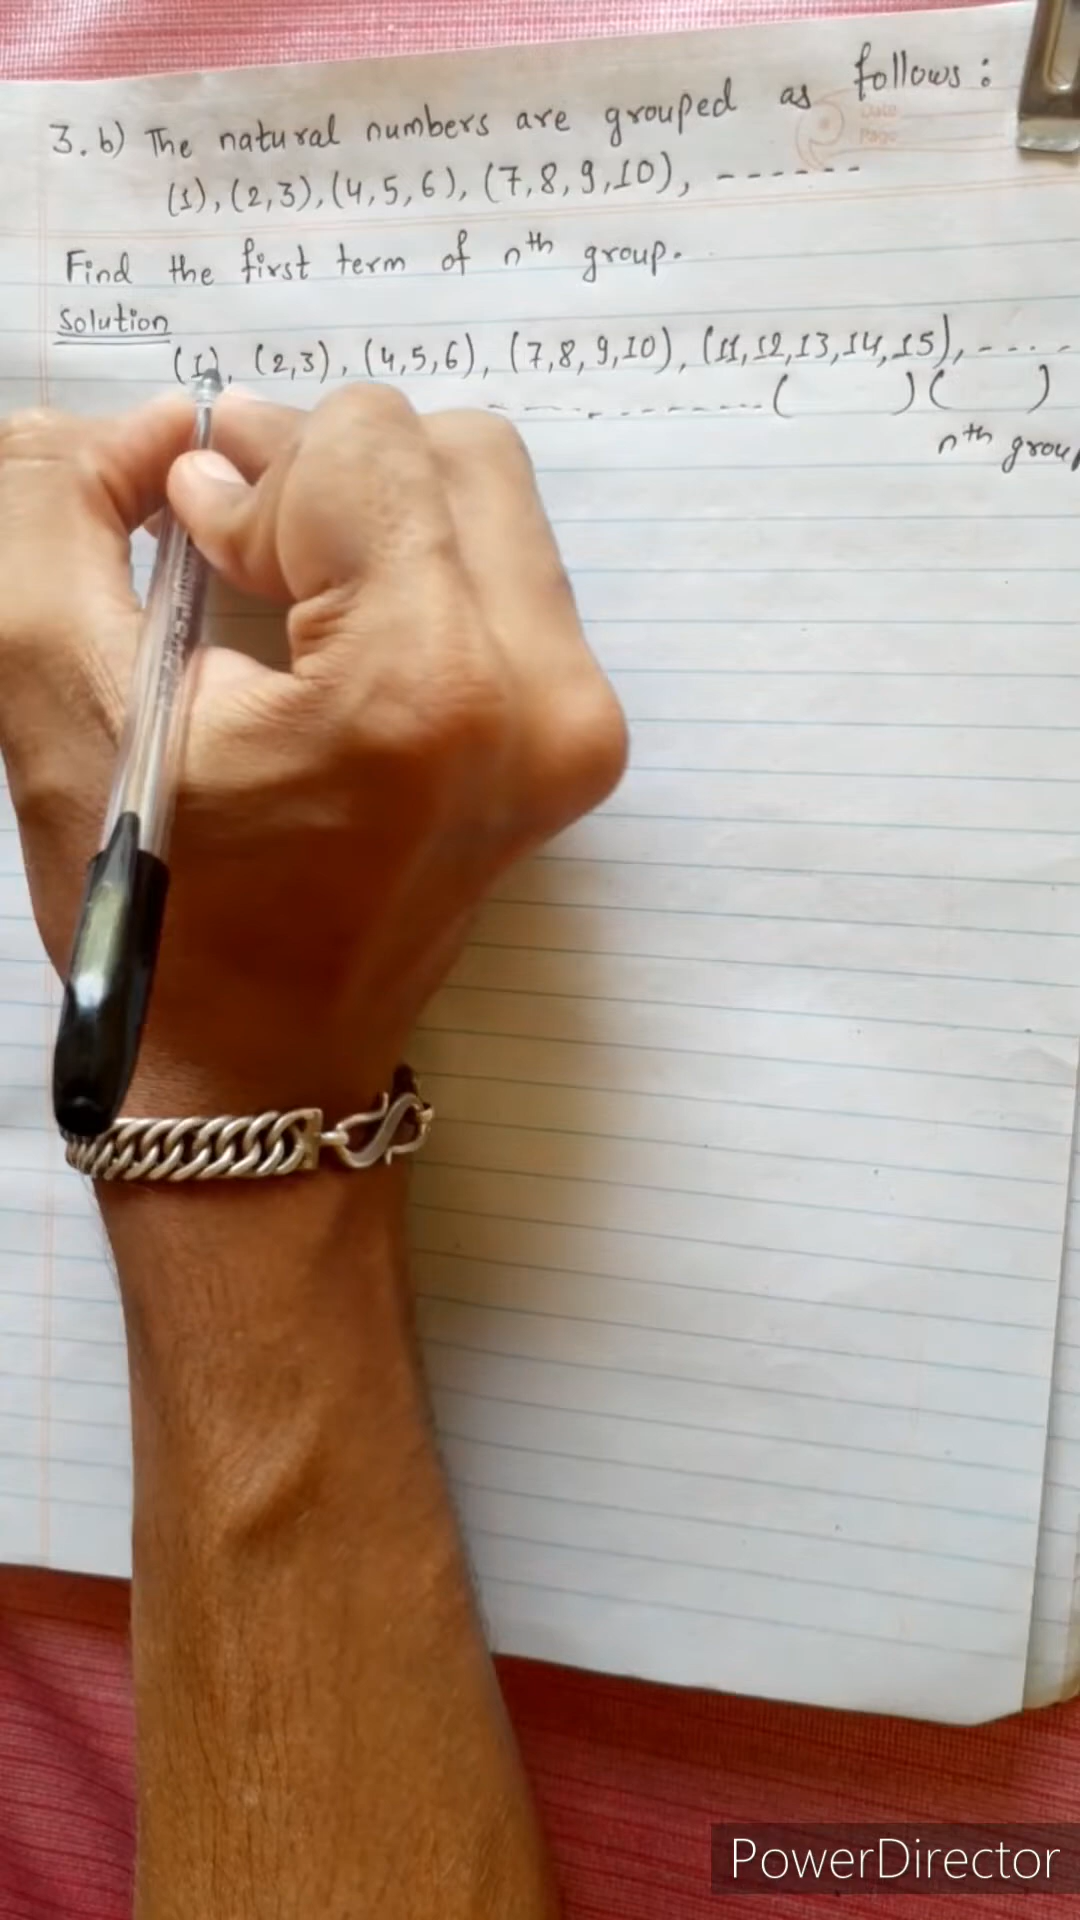 3. b) The natural numbers are grouped as follows :
(1), (2,3), (4,5,6), (7,8,9,10), ------
Find the first term of nth group.
Solution
(1), (2,3), (4,5,6), (7,8,9,10), (11,12,13,14,15), -....
-------------( )( )
nth group
Date
Page
PowerDirector